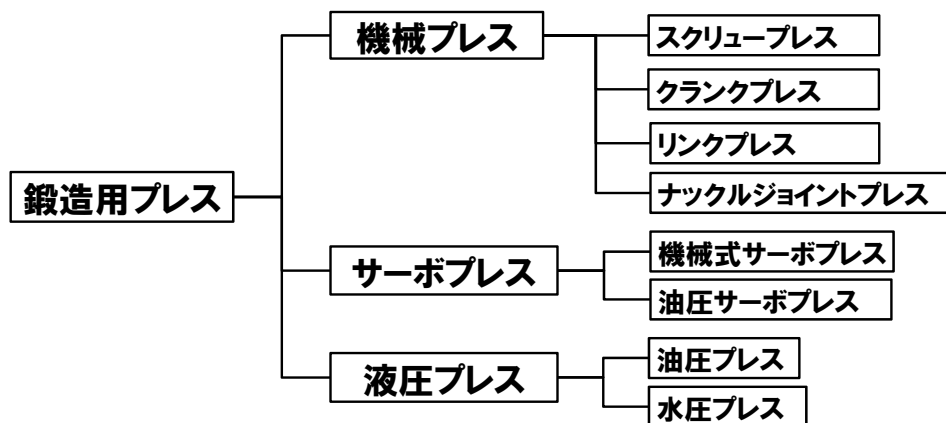 鍛造用プレス
機械プレス
スクリュープレス
クランクプレス
リンクプレス
ナックルジョイントプレス
サーボプレス
機械式サーボプレス
油圧サーボプレス
液圧プレス
油圧プレス
水圧プレス